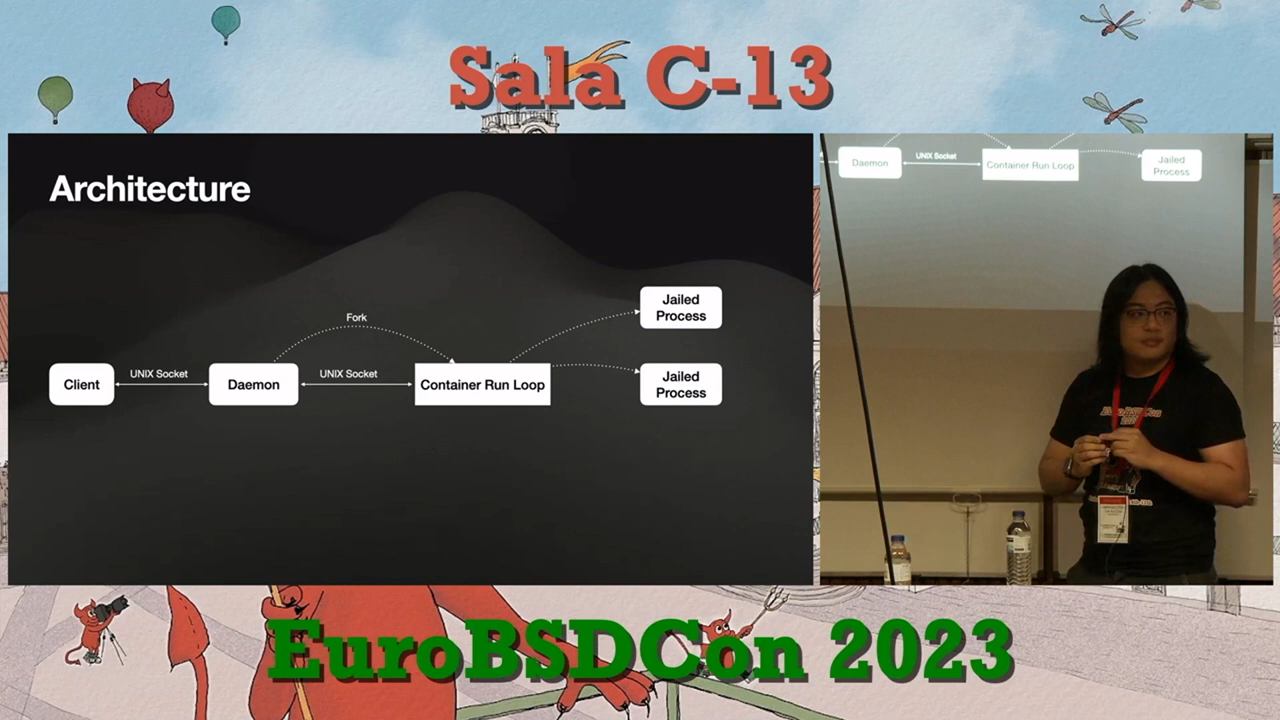 Sala C-13
Architecture
Fork
Jailed
Process
Client
UNIX Socket
Daemon
UNIX Socket
Container Run Loop
Jailed
Process
Daemon
UNIX Socket
Container Run Loop
Jailed
Process
EuroBSDCon
EuroBSDCon 2023